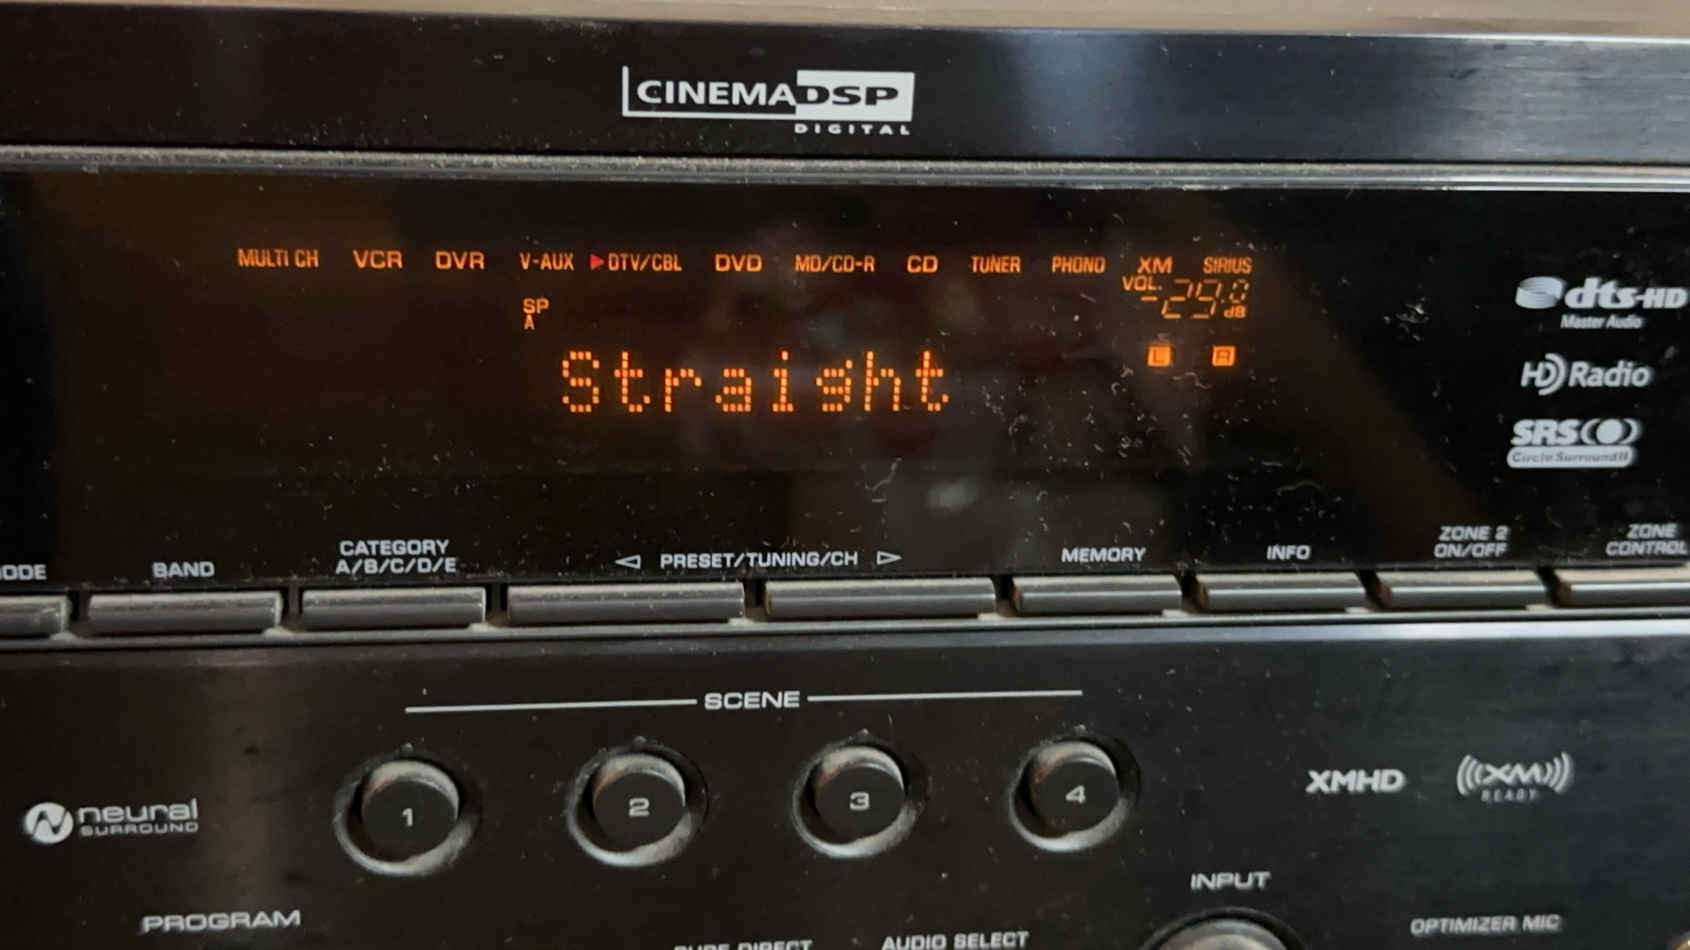 CINEMA DSP
DIGITAL
MULTI CH VCR DVR V-AUX DTV/CBL DVD MD/CD-R CD TUNER PHONO XM SIRIUS
VOL. -29.0 dB
SP
A
L R
Straight
dts-HD
Master Audio
HD Radio
SRS
Circle Surround II
BAND
CATEGORY
A/B/C/D/E
PRESET/TUNING/CH
MEMORY
INFO
ZONE 2
ON/OFF
ZONE
CONTROL
SCENE
1 2 3 4
neural
SURROUND
XMHD
XM
READY
PROGRAM
INPUT
AUDIO SELECT
OPTIMIZER MIC